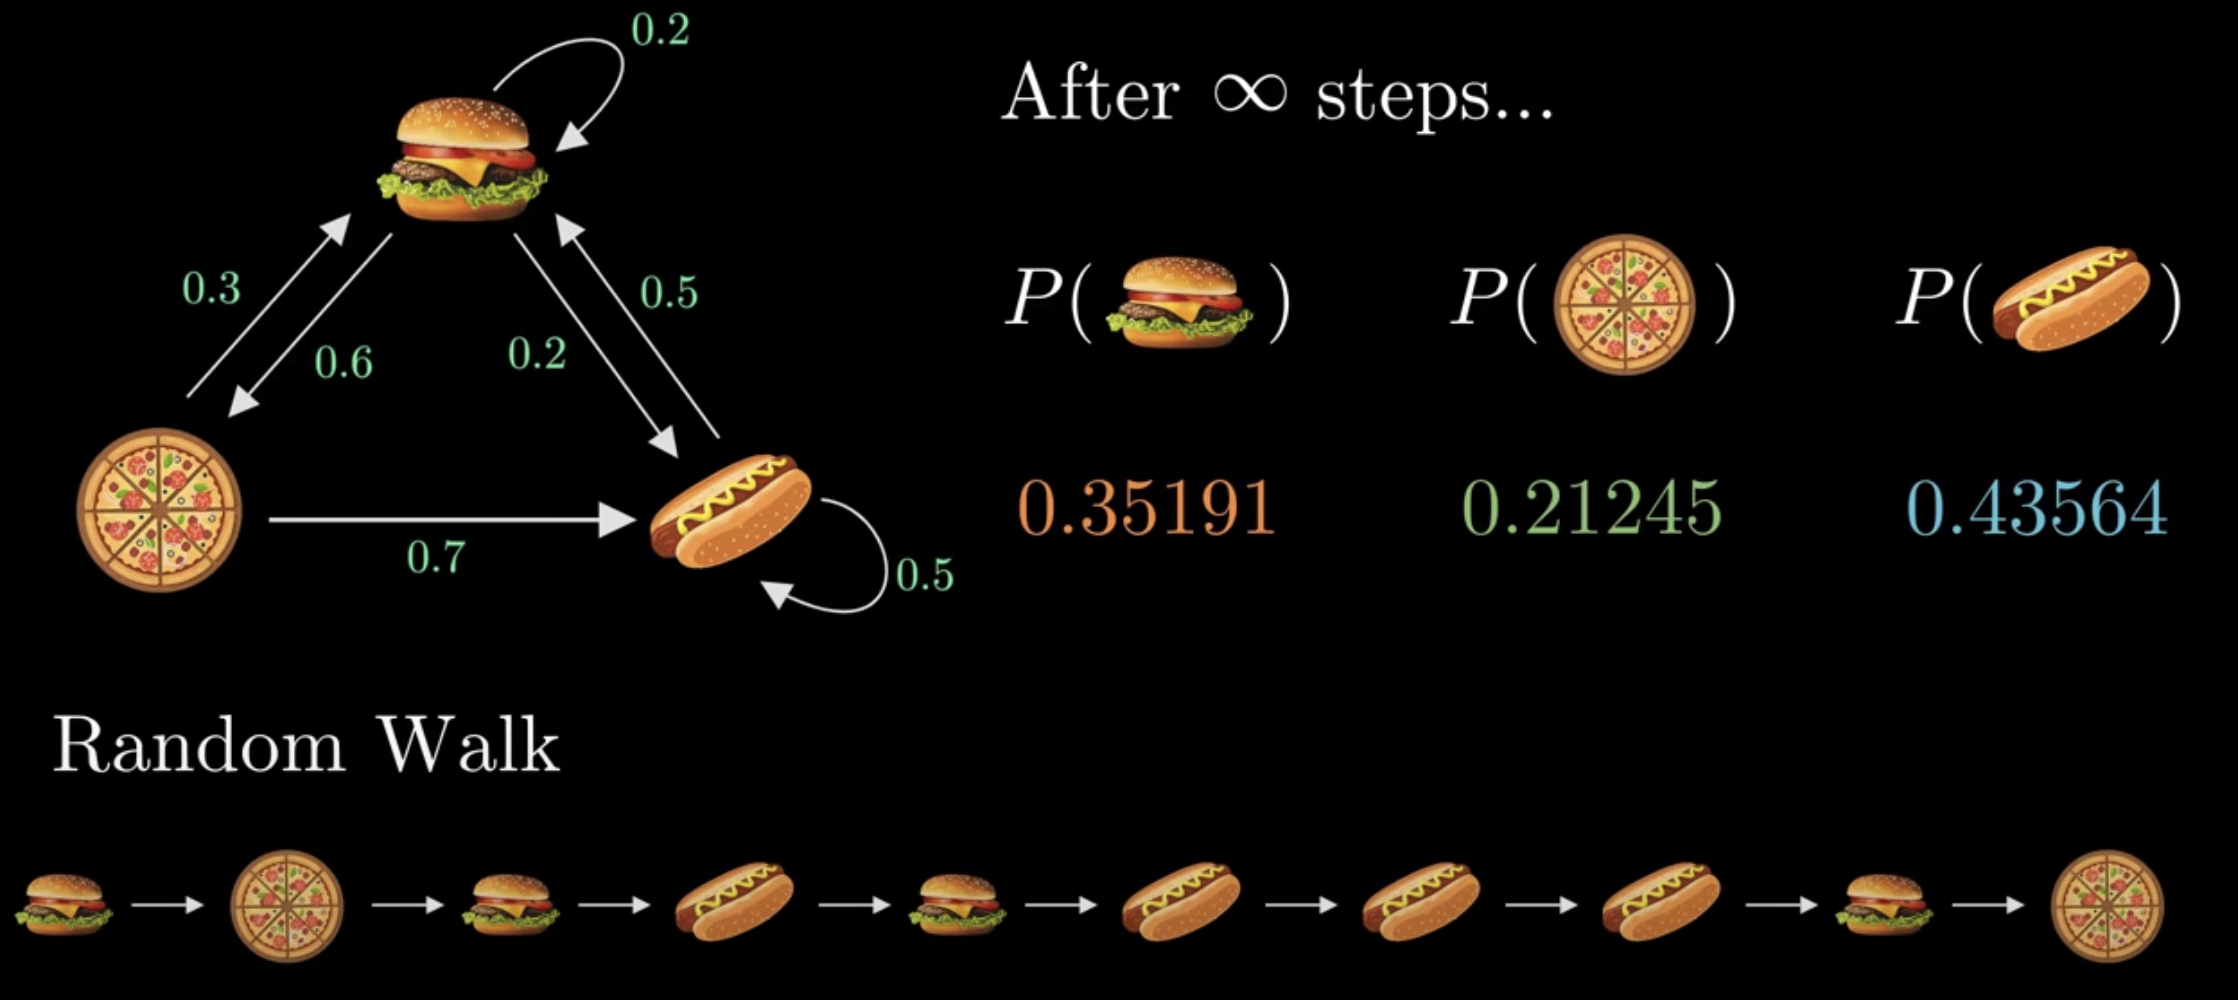 0.2
After ∞ steps...
0.3
0.6
0.2
0.5
P( )
P( )
P( )
0.7
0.5
0.35191
0.21245
0.43564
Random Walk